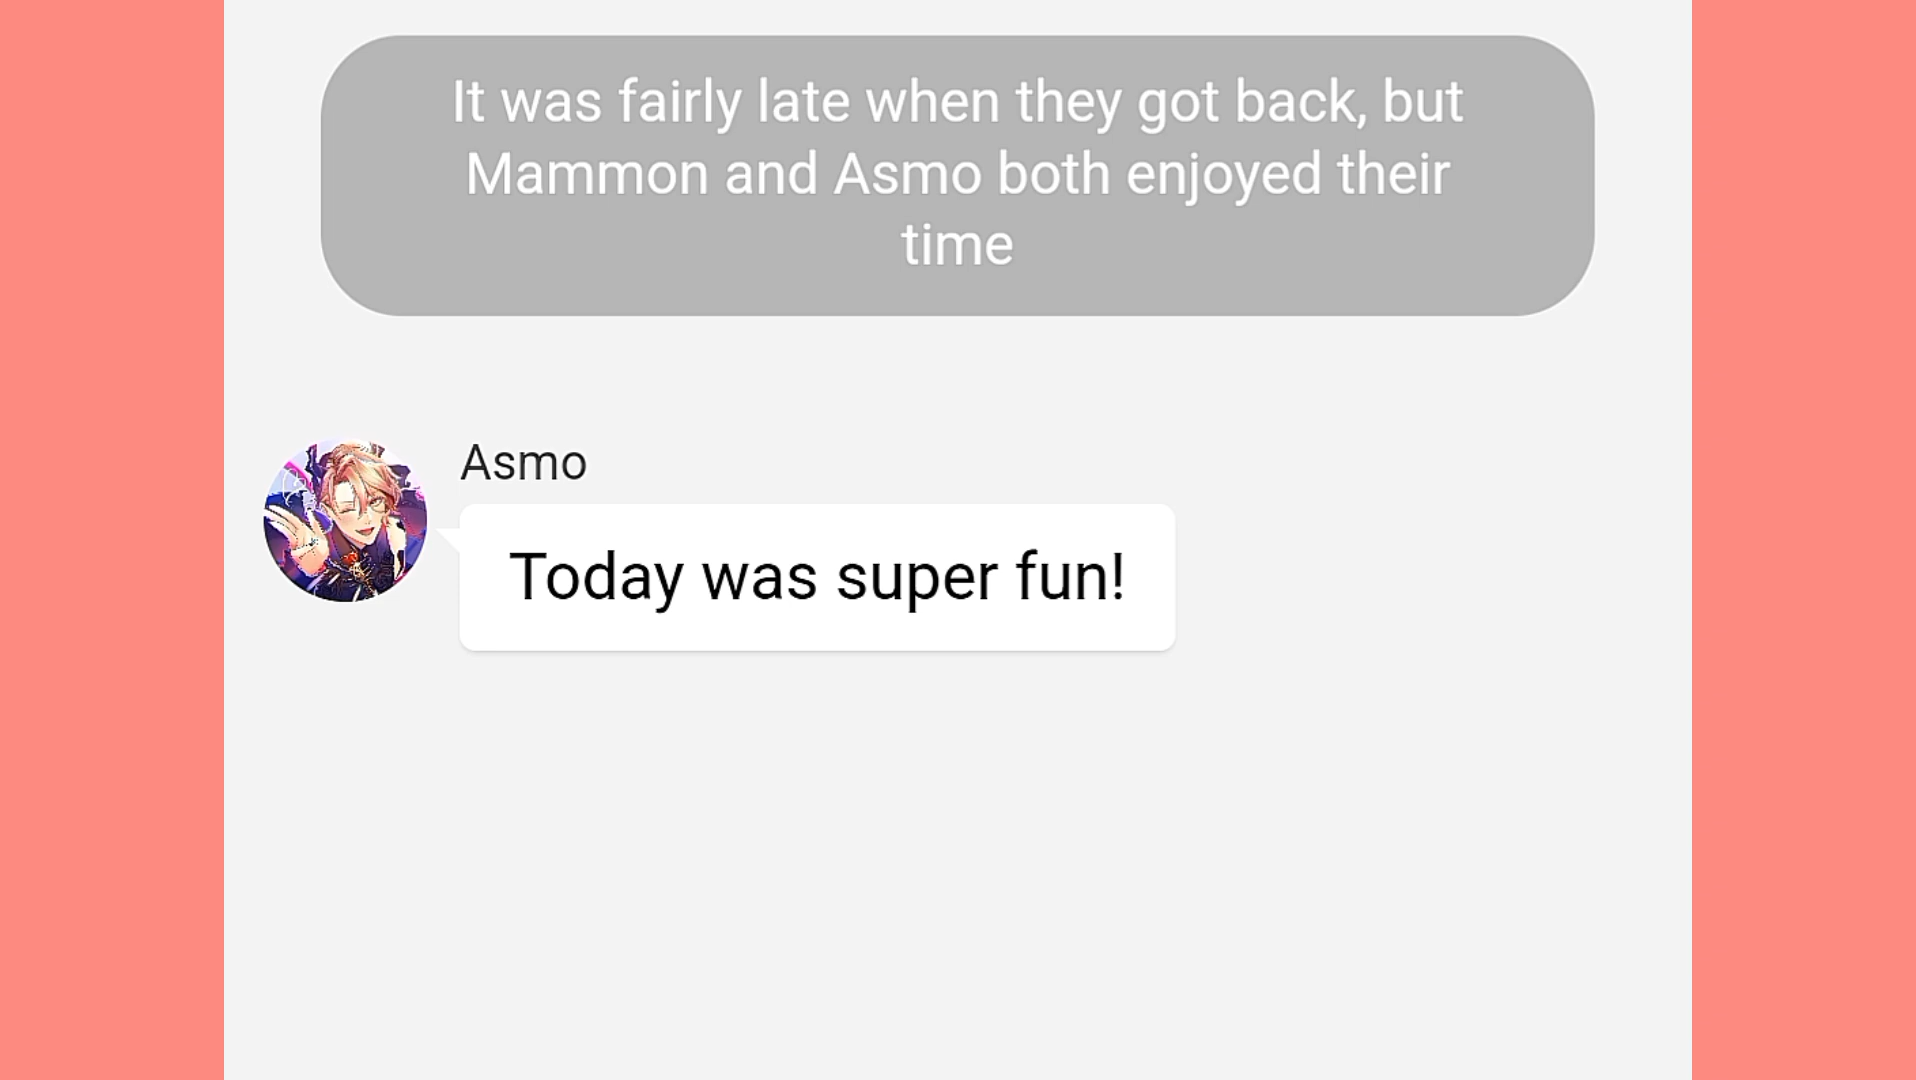 It was fairly late when they got back, but
Mammon and Asmo both enjoyed their
time
Asmo
Today was super fun!